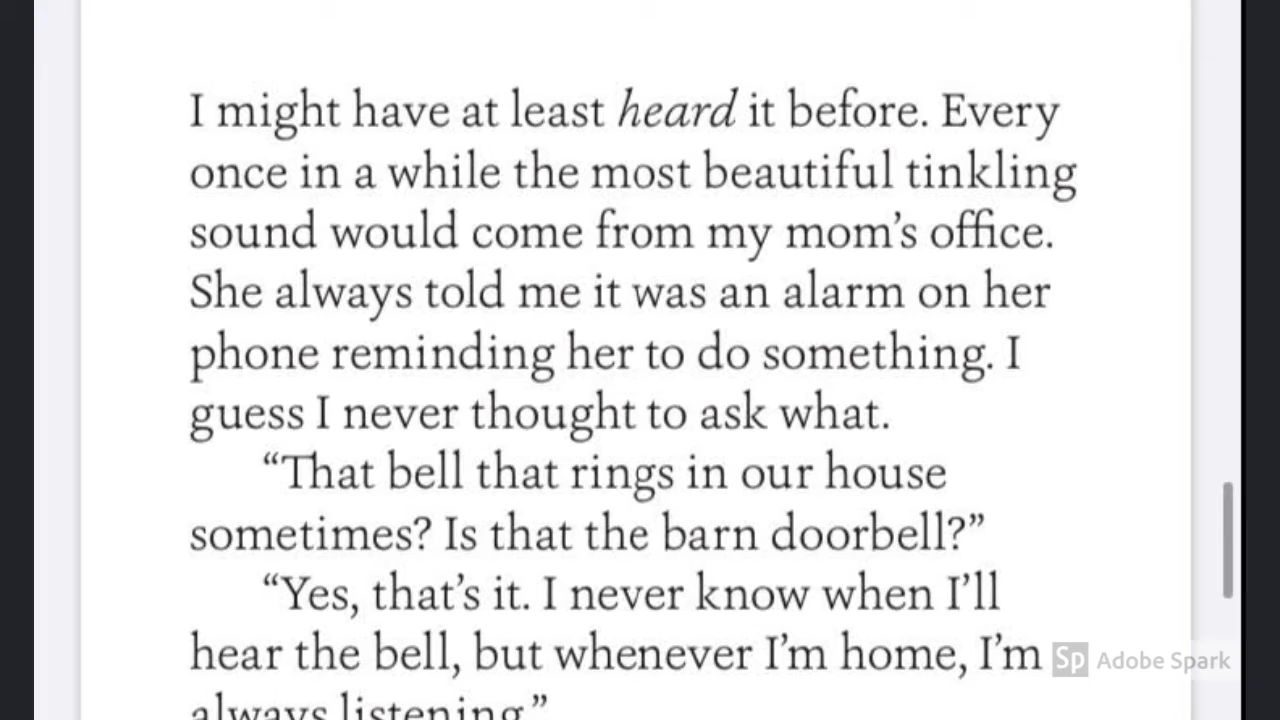 I might have at least heard it before. Every
once in a while the most beautiful tinkling
sound would come from my mom’s office.
She always told me it was an alarm on her
phone reminding her to do something. I
guess I never thought to ask what.
“That bell that rings in our house
sometimes? Is that the barn doorbell?”
“Yes, that’s it. I never know when I’ll
hear the bell, but whenever I’m home, I’m
always listening.”
Sp Adobe Spark